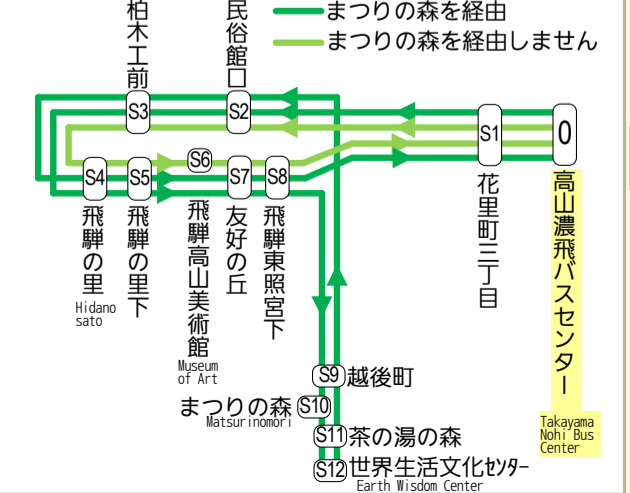 まつりの森を経由
まつりの森を経由しません
柏木工前
民俗館口
S3
S2
S1
0
S4
S5
S6
S7
S8
飛騨の里
Hidano
sato
飛騨の里下
飛騨高山美術館
Museum
of Art
友好の丘
飛騨東照宮下
花里町三丁目
高山濃飛バスセンター
Takayama
Nohi Bus
Center
S9 越後町
まつりの森 S10
Matsurinomori
S11 茶の湯の森
S12 世界生活文化センター
Earth Wisdom Center